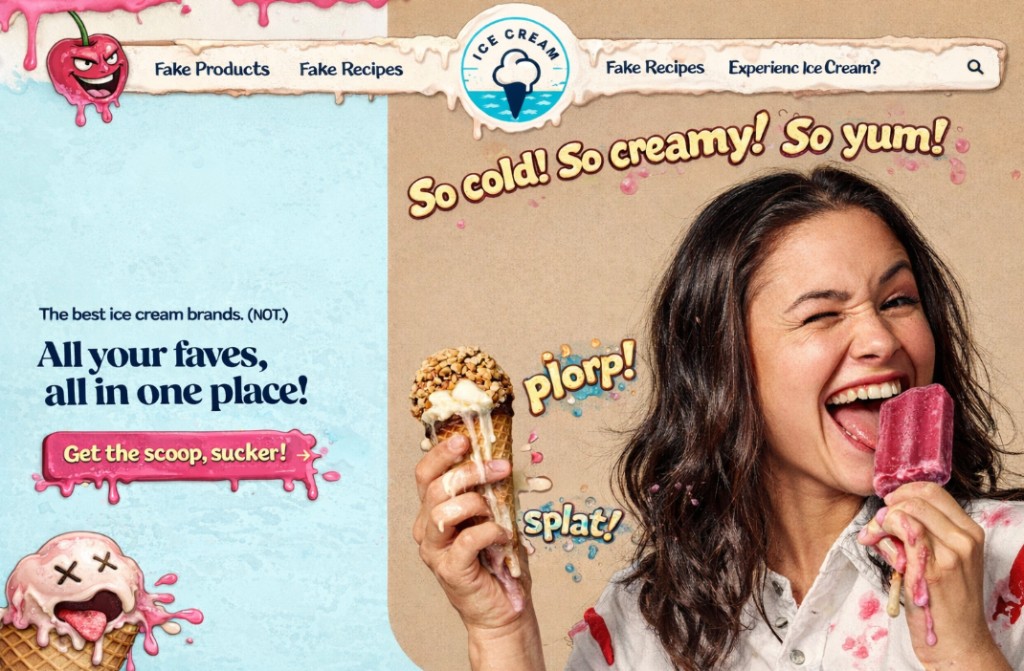 Fake Products
Fake Recipes
ICE CREAM
Fake Recipes
Experienc Ice Cream?
So cold! So creamy! So yum!
The best ice cream brands. (NOT.)
All your faves,
all in one place!
Get the scoop, sucker! →
plorp!
splat!